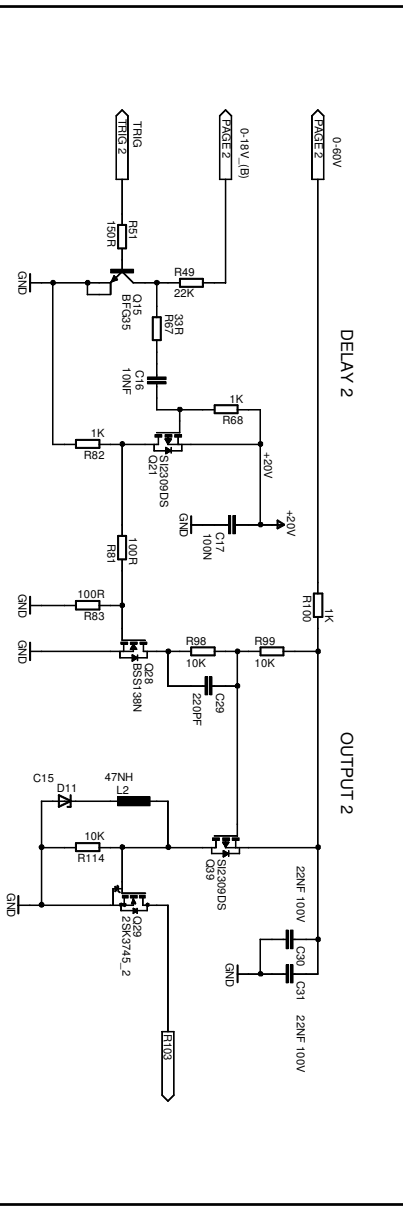 0-60V
PAGE 2
DELAY 2
OUTPUT 2
0-18V_(B)
PAGE 2
TRIG
TRIG 2
R51
150R
R49
22K
Q15
BFG35
GND
33R
R67
C16
10NF
1K
R68
Q21
SI2309DS
+20V
+20V
C17
100N
GND
1K
R82
100R
R81
100R
R83
GND
GND
Q28
BSS138N
R98
10K
R99
10K
C29
220PF
1K
R100
Q39
SI2309DS
22NF 100V
C30
C31
22NF 100V
GND
C15
D11
47NH
L2
10K
R114
Q29
2SK3745_2
GND
R103